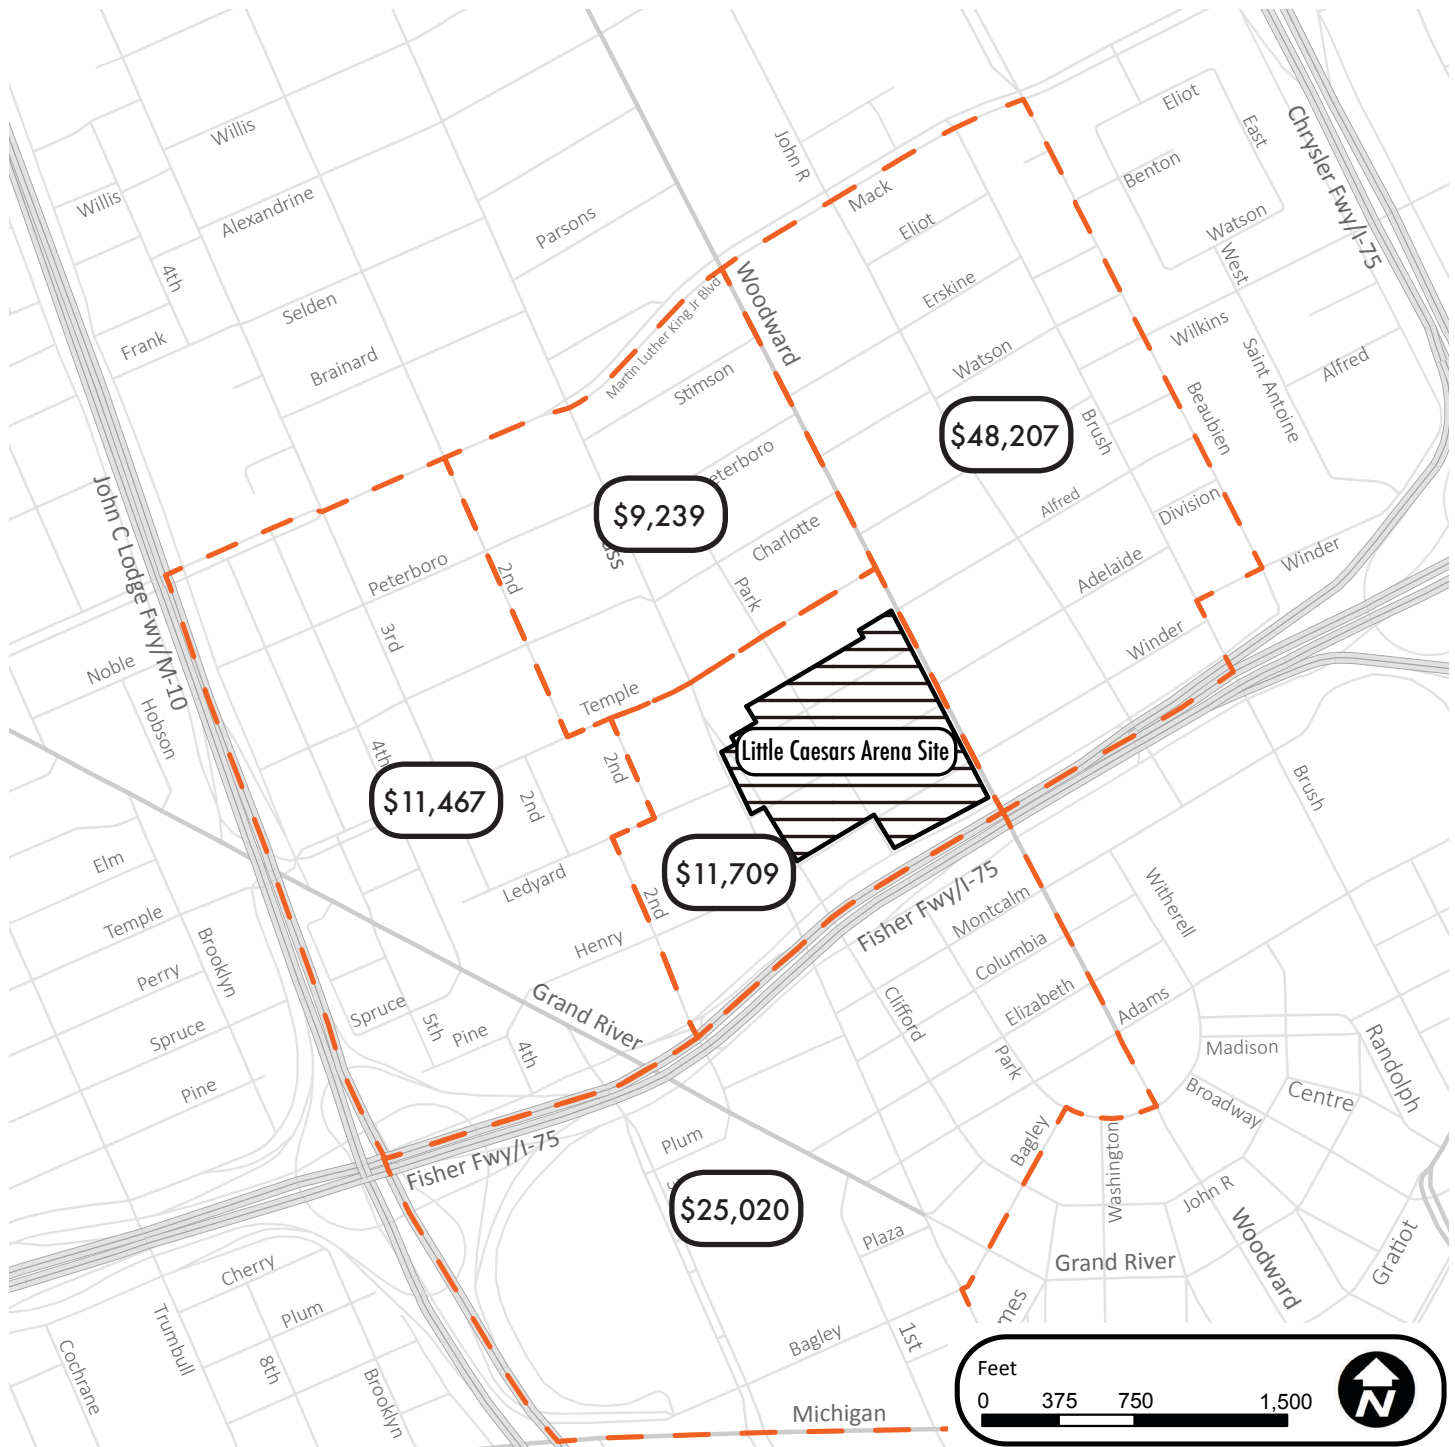 Eliot
East
Chrysler Fwy/I-75
Willis
John R
Benton
Mack
Willis
Alexandrine
Parsons
Eliot
Watson
West
4th
Woodward
Erskine
Selden
Martin Luther King Jr Blvd
Wilkins
Frank
Brainard
Stimson
Watson
Saint Antoine
Alfred
Beaubien
Brush
$48,207
eterboro
John C Lodge Fwy/M-10
$9,239
Alfred
Division
Charlotte
ss
Peterboro
2nd
Park
Adelaide
Winder
3rd
Winder
Noble
Hobson
Temple
4th
2nd
Little Caesars Arena Site
$11,467
2nd
Brush
Elm
Ledyard
$11,709
2nd
Fisher Fwy/I-75
Montcalm
Witherell
Temple
Brooklyn
Henry
Columbia
Perry
Grand River
Clifford
Elizabeth
Adams
Spruce
5th
Pine
4th
Spruce
Park
Madison
Randolph
Pine
Broadway
Centre
Fisher Fwy/I-75
Plum
Bagley
Washington
3
$25,020
John R
Woodward
Plaza
Gratiot
Cherry
Grand River
Plum
Trumbull
mes
Bagley
1st
Cochrane
8th
Brooklyn
Michigan
Feet
0 375 750 1,500
N